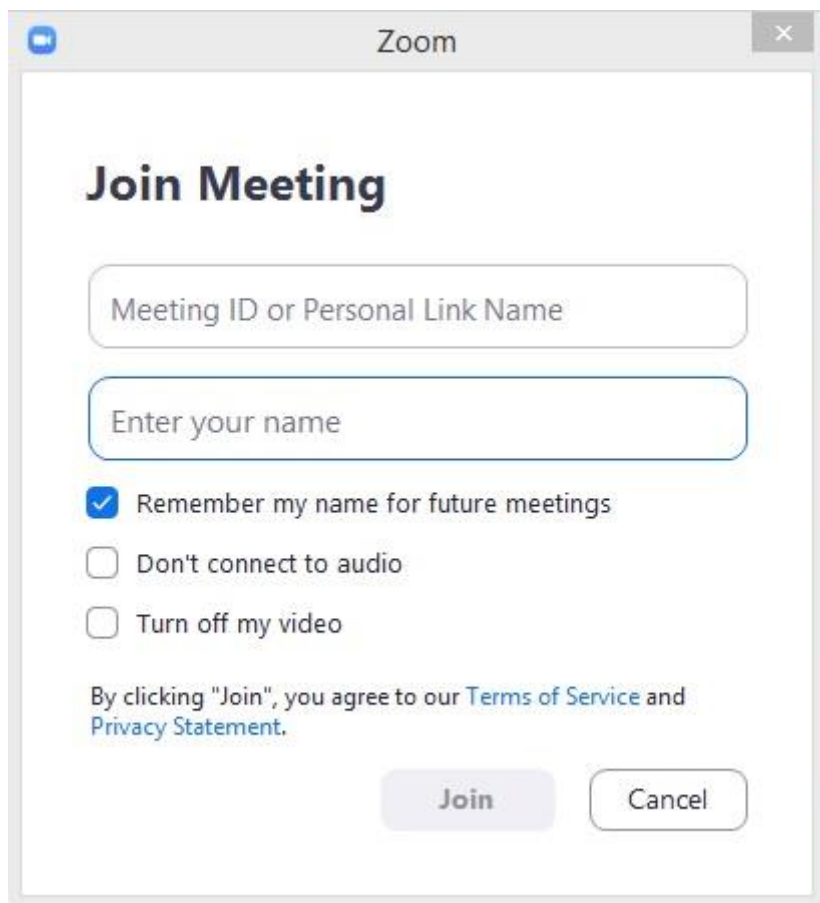 Zoom
Join Meeting
Meeting ID or Personal Link Name
Enter your name
Remember my name for future meetings
Don't connect to audio
Turn off my video
By clicking "Join", you agree to our Terms of Service and
Privacy Statement.
Join
Cancel